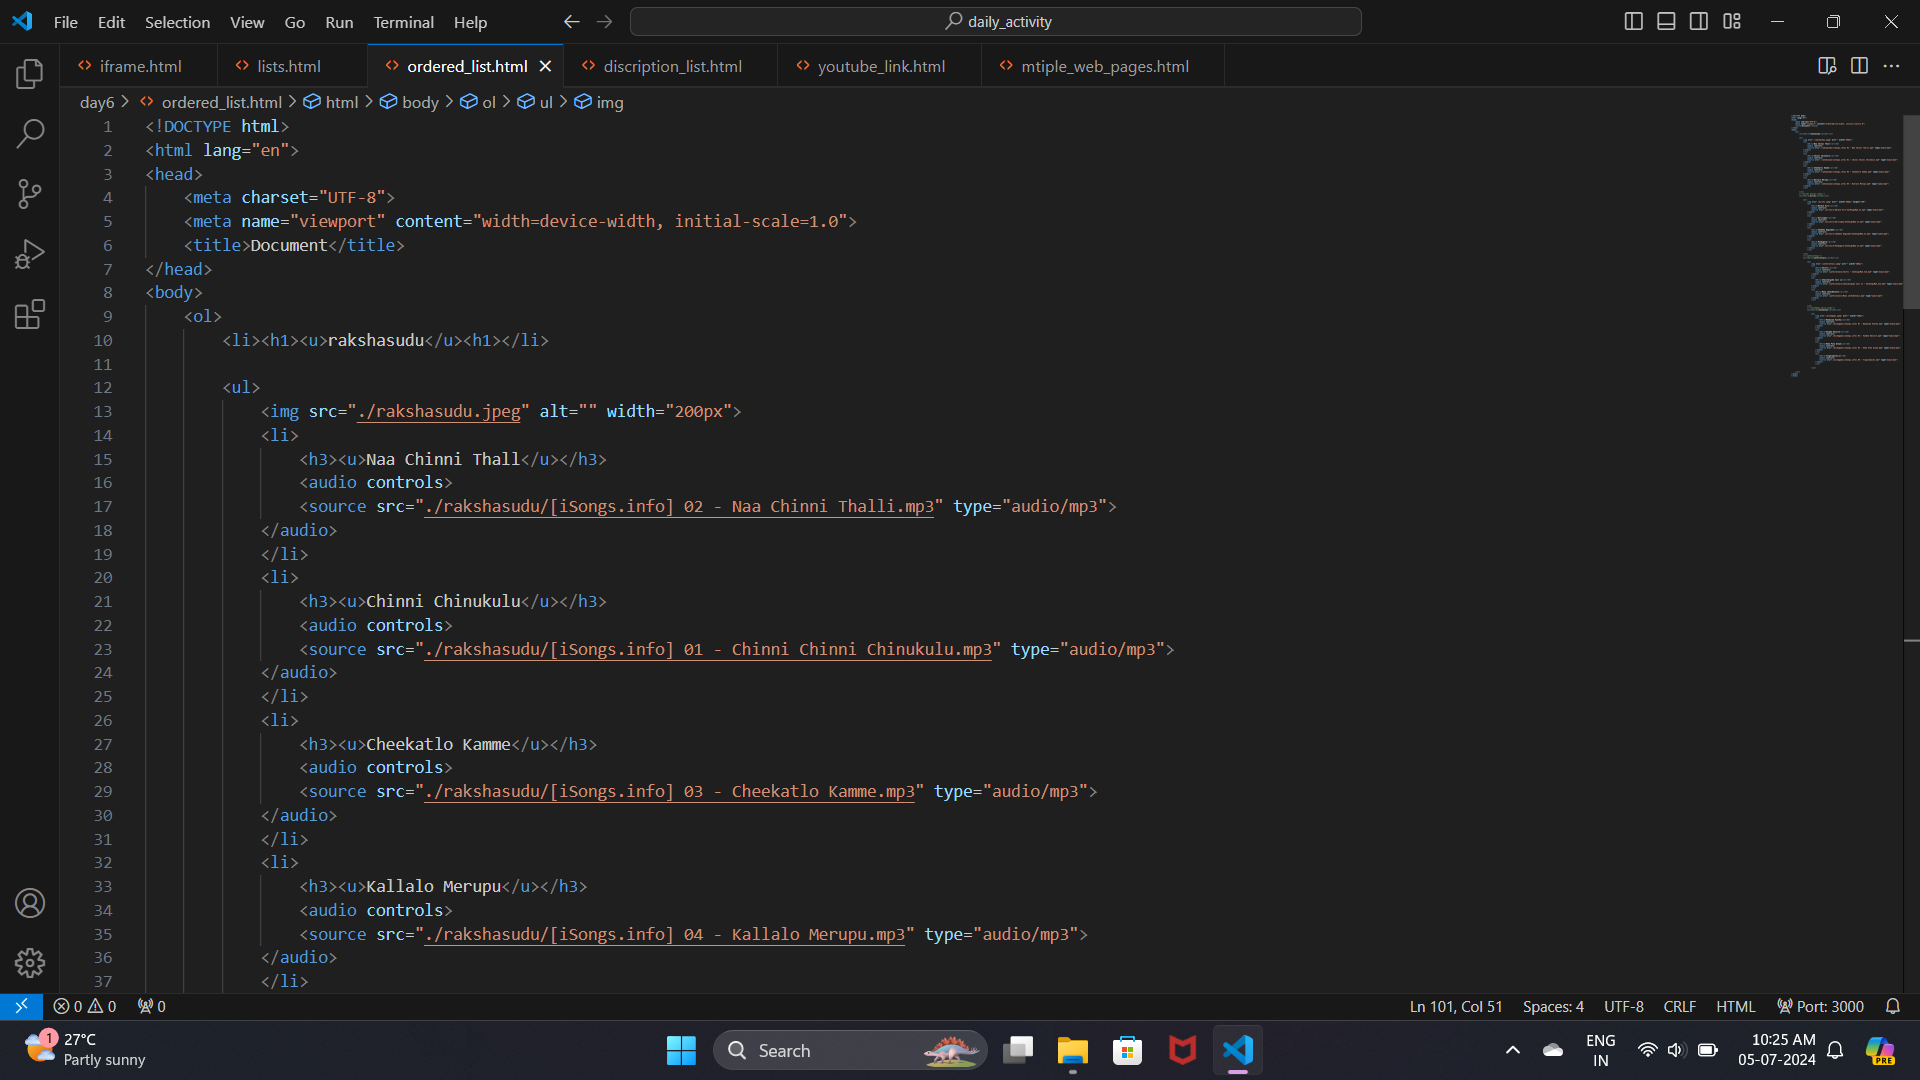 File Edit Selection View Go Run Terminal Help
daily_activity
iframe.html lists.html ordered_list.html discription_list.html youtube_link.html mtiple_web_pages.html
day6 > ordered_list.html > html > body > ol > ul > img
1 <!DOCTYPE html>
2 <html lang="en">
3 <head>
4 <meta charset="UTF-8">
5 <meta name="viewport" content="width=device-width, initial-scale=1.0">
6 <title>Document</title>
7 </head>
8 <body>
9 <ol>
10 <li><h1><u>rakshasudu</u><h1></li>
11
12 <ul>
13 <img src="./rakshasudu.jpeg" alt="" width="200px">
14 <li>
15 <h3><u>Naa Chinni Thall</u></h3>
16 <audio controls>
17 <source src="./rakshasudu/[iSongs.info] 02 - Naa Chinni Thalli.mp3" type="audio/mp3">
18 </audio>
19 </li>
20 <li>
21 <h3><u>Chinni Chinukulu</u></h3>
22 <audio controls>
23 <source src="./rakshasudu/[iSongs.info] 01 - Chinni Chinni Chinukulu.mp3" type="audio/mp3">
24 </audio>
25 </li>
26 <li>
27 <h3><u>Cheekatlo Kamme</u></h3>
28 <audio controls>
29 <source src="./rakshasudu/[iSongs.info] 03 - Cheekatlo Kamme.mp3" type="audio/mp3">
30 </audio>
31 </li>
32 <li>
33 <h3><u>Kallalo Merupu</u></h3>
34 <audio controls>
35 <source src="./rakshasudu/[iSongs.info] 04 - Kallalo Merupu.mp3" type="audio/mp3">
36 </audio>
37 </li>
0 0 0 Ln 101, Col 51 Spaces: 4 UTF-8 CRLF HTML Port: 3000
1 27°C
Partly sunny
Search
ENG
IN
10:25 AM
05-07-2024
PRE